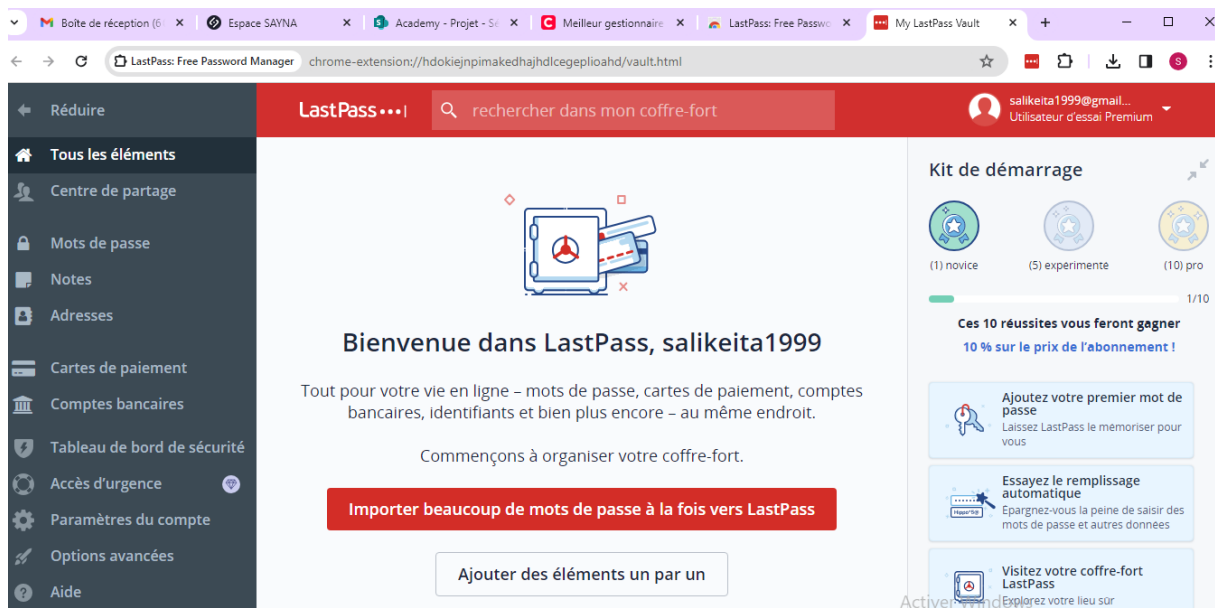 Boîte de réception (6
Espace SAYNA
Academy - Projet - Sé
Meilleur gestionnaire
LastPass: Free Passwo
My LastPass Vault
LastPass: Free Password Manager
chrome-extension://hdokiejnpimakedhajhdlcegeplioahd/vault.html
S
Réduire
LastPass
rechercher dans mon coffre-fort
salikeita1999@gmail...
Utilisateur d'essai Premium
Tous les éléments
Centre de partage
Mots de passe
Notes
Adresses
Cartes de paiement
Comptes bancaires
Tableau de bord de sécurité
Accès d'urgence
Paramètres du compte
Options avancées
Aide
Bienvenue dans LastPass, salikeita1999
Tout pour votre vie en ligne – mots de passe, cartes de paiement, comptes
bancaires, identifiants et bien plus encore – au même endroit.
Commençons à organiser votre coffre-fort.
Importer beaucoup de mots de passe à la fois vers LastPass
Ajouter des éléments un par un
Kit de démarrage
(1) novice
(5) expérimenté
(10) pro
1/10
Ces 10 réussites vous feront gagner
10 % sur le prix de l'abonnement !
Ajoutez votre premier mot de
passe
Laissez LastPass le mémoriser pour
vous
Essayez le remplissage
automatique
Épargnez-vous la peine de saisir des
mots de passe et autres données
Visitez votre coffre-fort
LastPass
Explorez votre lieu sûr
Activer Windows